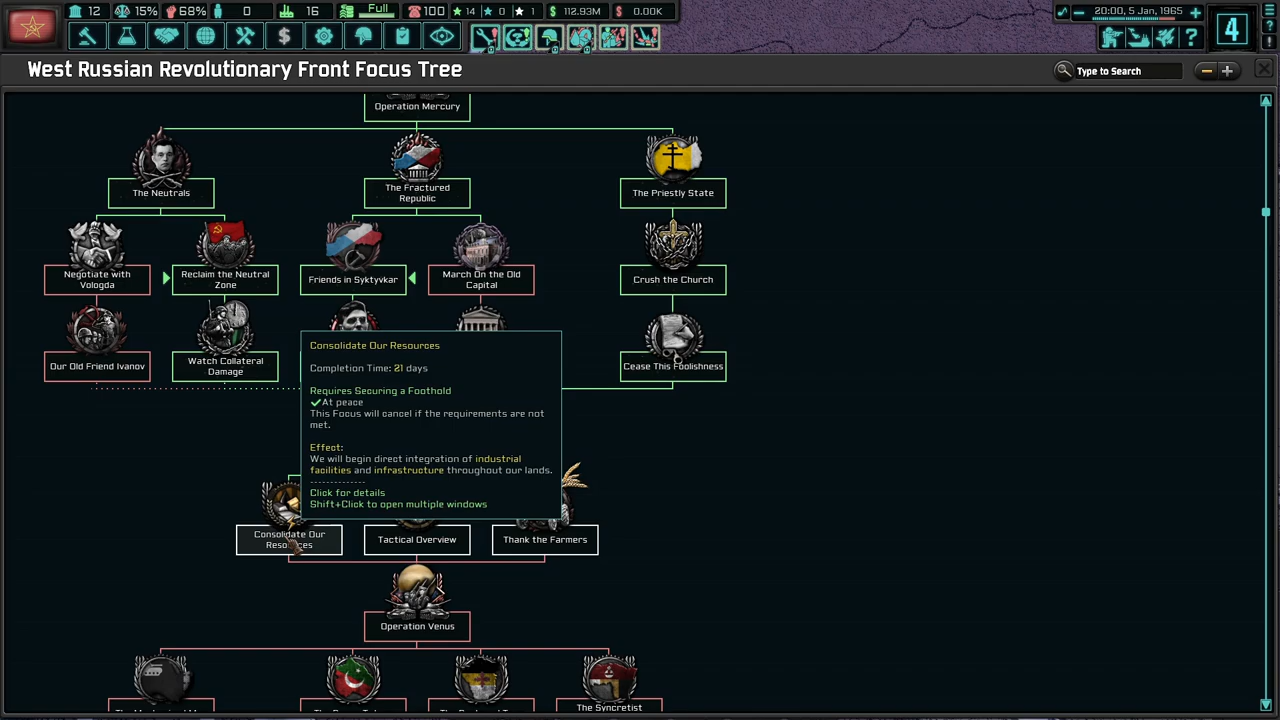 12 15% 68% 0 16 Full 100 14 0 1 $ 112.93M $ 0.00K
20:00, 5 Jan, 1965
4
West Russian Revolutionary Front Focus Tree
Type to Search
Operation Mercury
The Neutrals
The Fractured
Republic
The Priestly State
Negotiate with
Vologda
Reclaim the Neutral
Zone
Friends in Syktyvkar
March On the Old
Capital
Crush the Church
Our Old Friend Ivanov
Watch Collateral
Damage
Cease This Foolishness
Consolidate Our Resources
Completion Time: 21 days
Requires Securing a Foothold
At peace
This Focus will cancel if the requirements are not
met.
Effect:
We will begin direct integration of industrial
facilities and infrastructure throughout our lands.
--------------
Click for details
Shift+Click to open multiple windows
Consolidate Our
Resources
Tactical Overview
Thank the Farmers
Operation Venus
The Syncretist